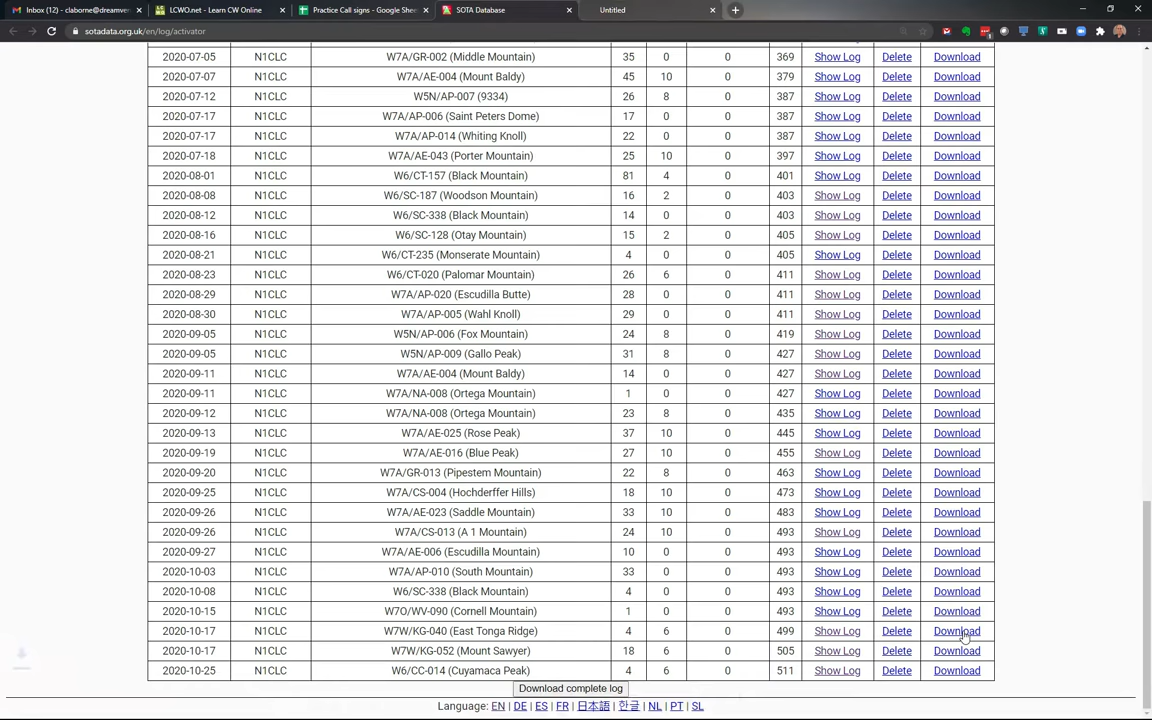 Inbox (12) - claborne@dreamver
LCWO.net - Learn CW Online
Practice Call signs - Google Shee
SOTA Database
Untitled
sotadata.org.uk/en/log/activator
2020-07-05 N1CLC W7A/GR-002 (Middle Mountain) 35 0 0 369 Show Log Delete Download
2020-07-07 N1CLC W7A/AE-004 (Mount Baldy) 45 10 0 379 Show Log Delete Download
2020-07-12 N1CLC W5N/AP-007 (9334) 26 8 0 387 Show Log Delete Download
2020-07-17 N1CLC W7A/AP-006 (Saint Peters Dome) 17 0 0 387 Show Log Delete Download
2020-07-17 N1CLC W7A/AP-014 (Whiting Knoll) 22 0 0 387 Show Log Delete Download
2020-07-18 N1CLC W7A/AE-043 (Porter Mountain) 25 10 0 397 Show Log Delete Download
2020-08-01 N1CLC W6/CT-157 (Black Mountain) 81 4 0 401 Show Log Delete Download
2020-08-08 N1CLC W6/SC-187 (Woodson Mountain) 16 2 0 403 Show Log Delete Download
2020-08-12 N1CLC W6/SC-338 (Black Mountain) 14 0 0 403 Show Log Delete Download
2020-08-16 N1CLC W6/SC-128 (Otay Mountain) 15 2 0 405 Show Log Delete Download
2020-08-21 N1CLC W6/CT-235 (Monserate Mountain) 4 0 0 405 Show Log Delete Download
2020-08-23 N1CLC W6/CT-020 (Palomar Mountain) 26 6 0 411 Show Log Delete Download
2020-08-29 N1CLC W7A/AP-020 (Escudilla Butte) 28 0 0 411 Show Log Delete Download
2020-08-30 N1CLC W7A/AP-005 (Wahl Knoll) 29 0 0 411 Show Log Delete Download
2020-09-05 N1CLC W5N/AP-006 (Fox Mountain) 24 8 0 419 Show Log Delete Download
2020-09-05 N1CLC W5N/AP-009 (Gallo Peak) 31 8 0 427 Show Log Delete Download
2020-09-11 N1CLC W7A/AE-004 (Mount Baldy) 14 0 0 427 Show Log Delete Download
2020-09-11 N1CLC W7A/NA-008 (Ortega Mountain) 1 0 0 427 Show Log Delete Download
2020-09-12 N1CLC W7A/NA-008 (Ortega Mountain) 23 8 0 435 Show Log Delete Download
2020-09-13 N1CLC W7A/AE-025 (Rose Peak) 37 10 0 445 Show Log Delete Download
2020-09-19 N1CLC W7A/AE-016 (Blue Peak) 27 10 0 455 Show Log Delete Download
2020-09-20 N1CLC W7A/GR-013 (Pipestem Mountain) 22 8 0 463 Show Log Delete Download
2020-09-25 N1CLC W7A/CS-004 (Hochderffer Hills) 18 10 0 473 Show Log Delete Download
2020-09-26 N1CLC W7A/AE-023 (Saddle Mountain) 33 10 0 483 Show Log Delete Download
2020-09-26 N1CLC W7A/CS-013 (A 1 Mountain) 24 10 0 493 Show Log Delete Download
2020-09-27 N1CLC W7A/AE-006 (Escudilla Mountain) 10 0 0 493 Show Log Delete Download
2020-10-03 N1CLC W7A/AP-010 (South Mountain) 33 0 0 493 Show Log Delete Download
2020-10-08 N1CLC W6/SC-338 (Black Mountain) 4 0 0 493 Show Log Delete Download
2020-10-15 N1CLC W7O/WV-090 (Cornell Mountain) 1 0 0 493 Show Log Delete Download
2020-10-17 N1CLC W7W/KG-040 (East Tonga Ridge) 4 6 0 499 Show Log Delete Download
2020-10-17 N1CLC W7W/KG-052 (Mount Sawyer) 18 6 0 505 Show Log Delete Download
2020-10-25 N1CLC W6/CC-014 (Cuyamaca Peak) 4 6 0 511 Show Log Delete Download
Download complete log
Language: EN | DE | ES | FR | 日本語 | 한글 | NL | PT | SL